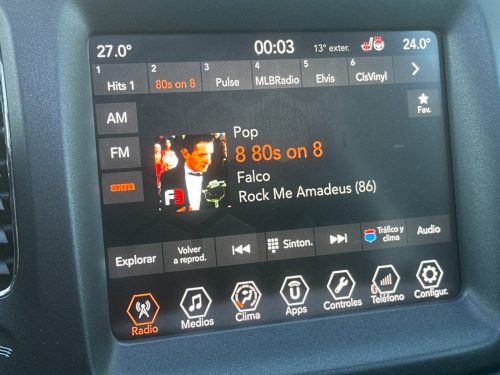 27.0°
00:03
13° exter.
24.0°
1 Hits 1
2 80s on 8
3 Pulse
4 MLBRadio
5 Elvis
6 ClsVinyl
AM
FM
sxm
Fav.
Pop
8 80s on 8
Falco
Rock Me Amadeus (86)
F3
Explorar
Volver
a reprod.
Sinton.
Tráfico y
clima
Audio
Radio
Medios
Clima
Apps
Controles
Teléfono
Configur.